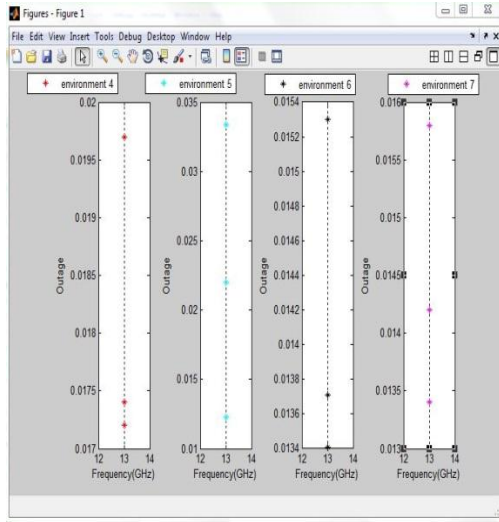 Figures - Figure 1
File Edit View Insert Tools Debug Desktop Window Help
environment 4
environment 5
environment 6
environment 7
0.02
0.0195
0.019
0.0185
0.018
0.0175
0.017
Outage
12 13 14
Frequency(GHz)
0.035
0.03
0.025
0.02
0.015
0.01
Outage
12 13 14
Frequency(GHz)
0.0154
0.0152
0.015
0.0148
0.0146
0.0144
0.0142
0.014
0.0138
0.0136
0.0134
Outage
12 13 14
Frequency(GHz)
0.016
0.0155
0.015
0.0145
0.014
0.0135
0.013
Outage
12 13 14
Frequency(GHz)